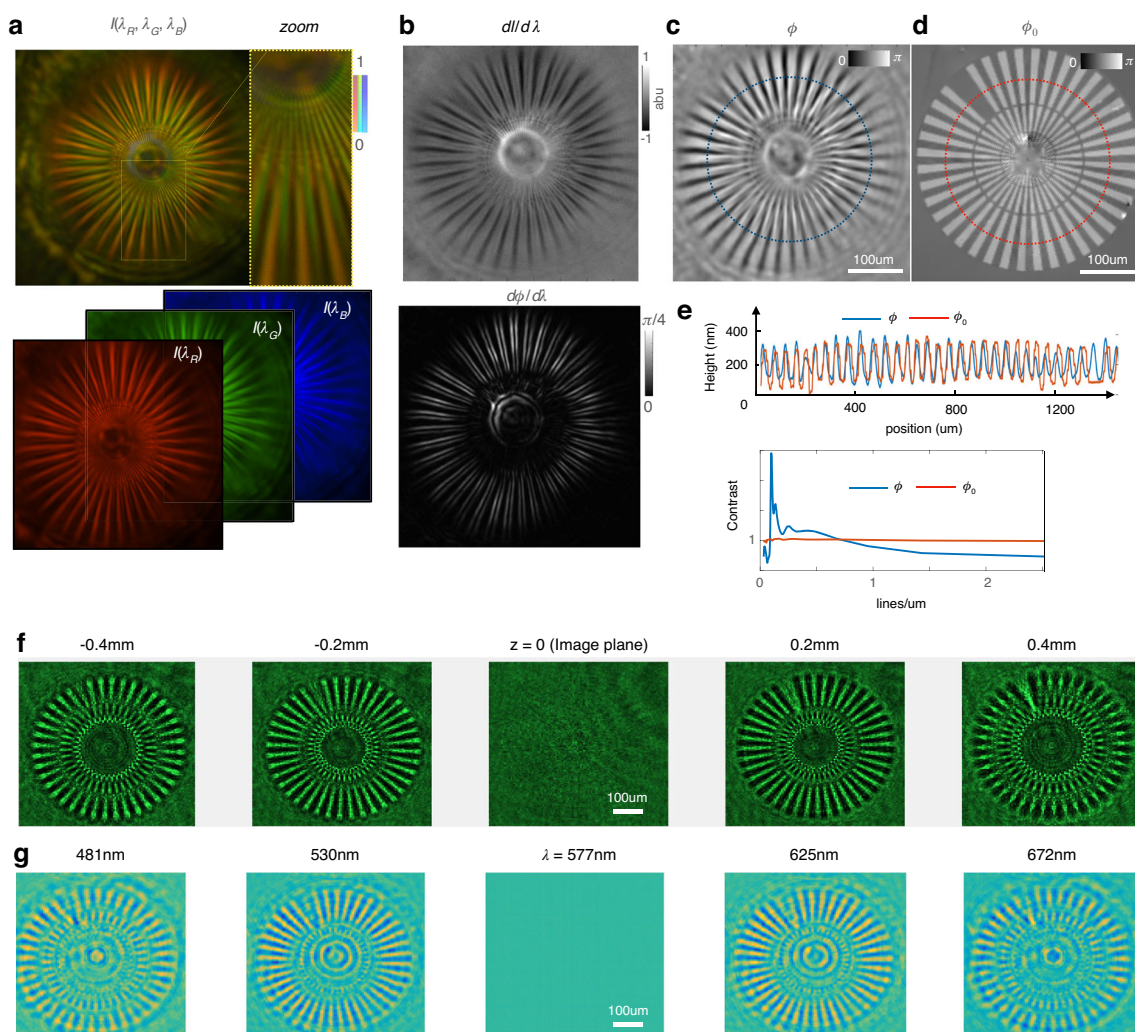 a
I(λR, λG, λB)
zoom
1
0
I(λB)
I(λG)
I(λR)
b
dI/d λ
1
abu
-1
dϕ/dλ
π/4
0
c
ϕ
0
π
100um
d
ϕ0
0
π
100um
e
ϕ
ϕ0
Height (nm)
400
200
0
400
800
1200
position (um)
ϕ
ϕ0
Contrast
1
0
1
2
lines/um
f
-0.4mm
-0.2mm
z = 0 (Image plane)
0.2mm
0.4mm
100um
g
481nm
530nm
λ = 577nm
625nm
672nm
100um